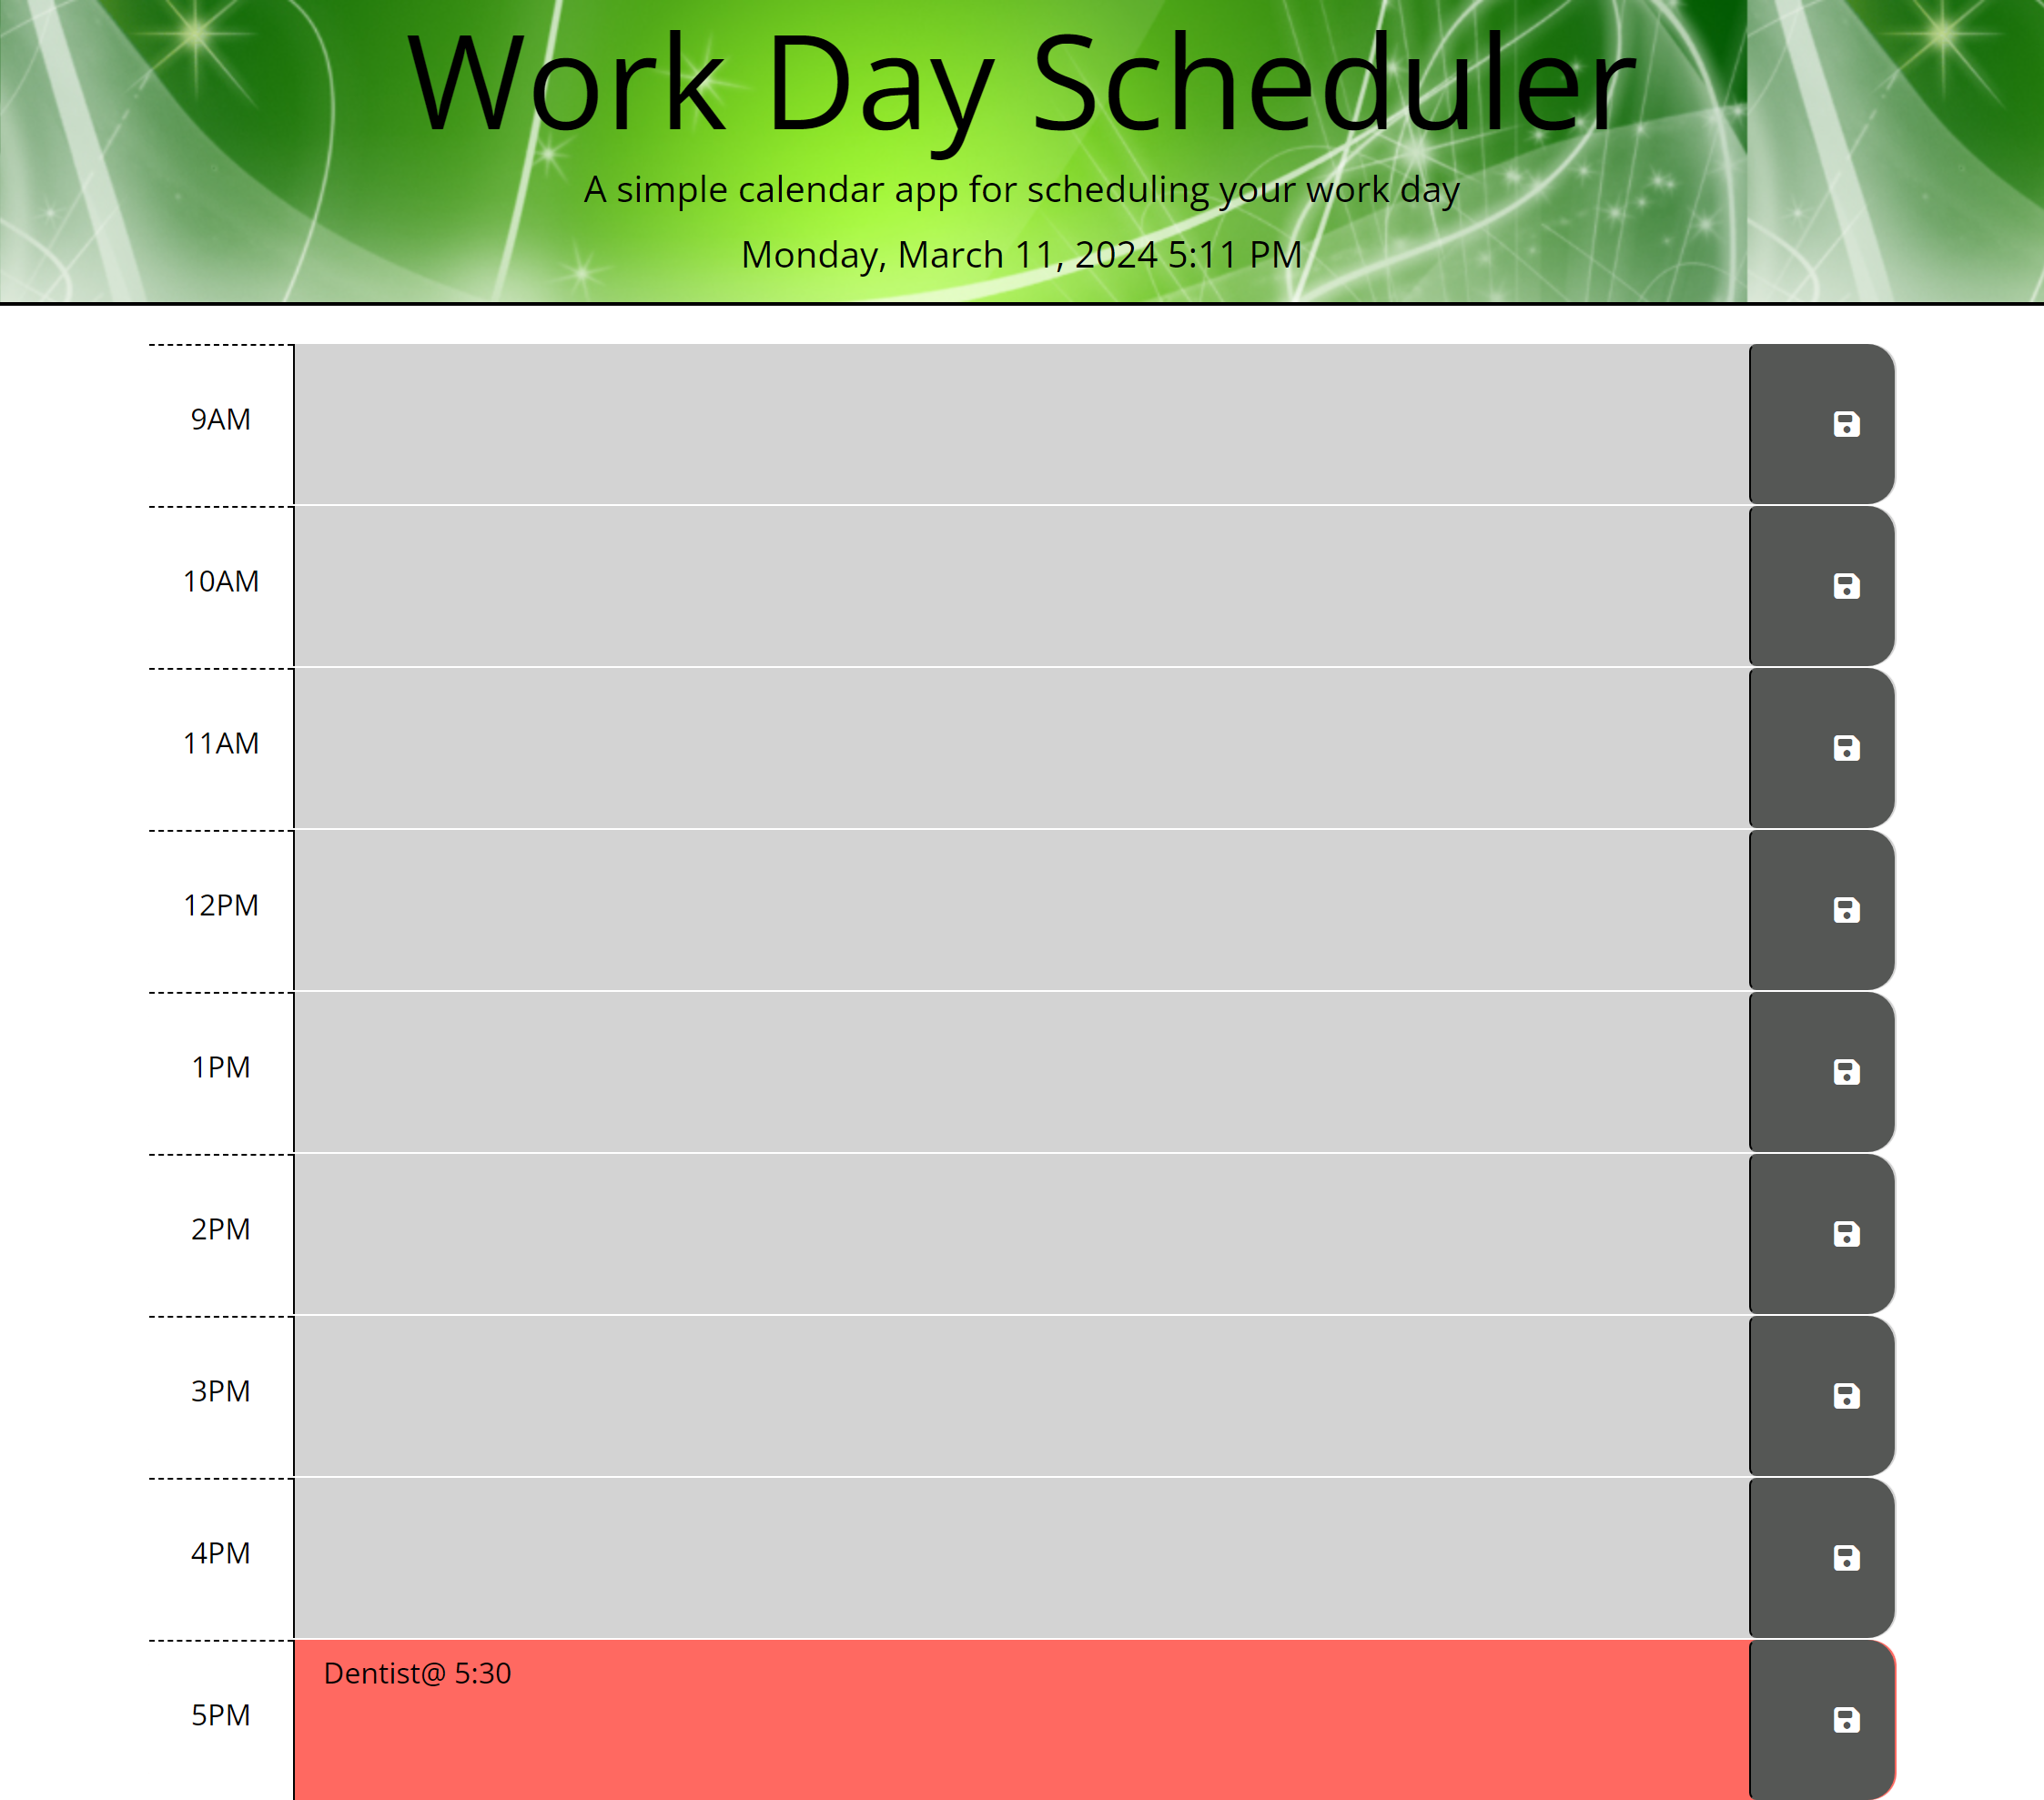 Work Day Scheduler
A simple calendar app for scheduling your work day
Monday, March 11, 2024 5:11 PM
9AM
10AM
11AM
12PM
1PM
2PM
3PM
4PM
Dentist@ 5:30
5PM